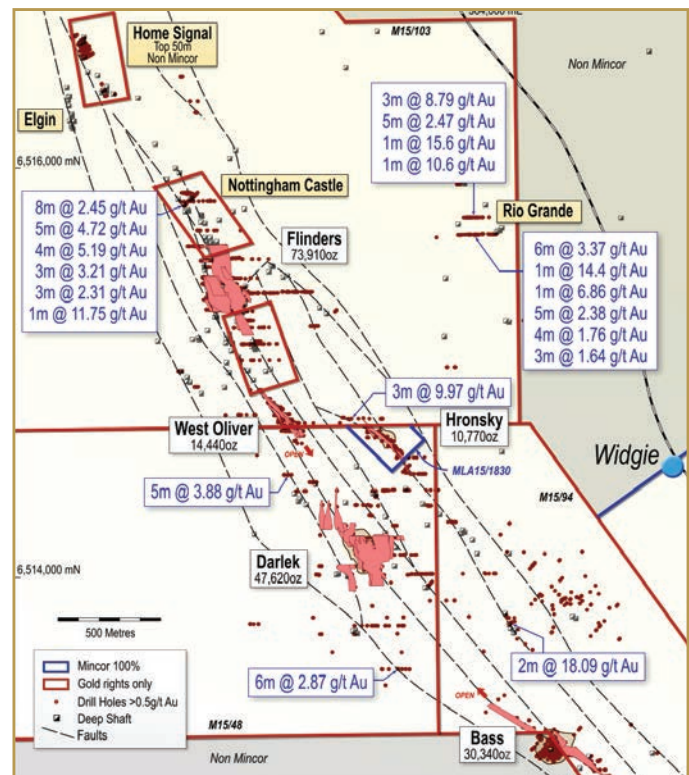 Home Signal
Top 50m
Non Mincor
M15/103
Non Mincor
Elgin
6,516,000 mN
3m @ 8.79 g/t Au
5m @ 2.47 g/t Au
1m @ 15.6 g/t Au
1m @ 10.6 g/t Au
Nottingham Castle
8m @ 2.45 g/t Au
5m @ 4.72 g/t Au
4m @ 5.19 g/t Au
3m @ 3.21 g/t Au
3m @ 2.31 g/t Au
1m @ 11.75 g/t Au
Flinders
73,910oz
Rio Grande
6m @ 3.37 g/t Au
1m @ 14.4 g/t Au
1m @ 6.86 g/t Au
5m @ 2.38 g/t Au
4m @ 1.76 g/t Au
3m @ 1.64 g/t Au
3m @ 9.97 g/t Au
West Oliver
14,440oz
OPEN
Hronsky
10,770oz
MLA15/1830
Widgie
5m @ 3.88 g/t Au
M15/94
Darlek
47,620oz
6,514,000 mN
500 Metres
Mincor 100%
Gold rights only
Drill Holes >0.5g/t Au
Deep Shaft
Faults
6m @ 2.87 g/t Au
2m @ 18.09 g/t Au
OPEN
M15/48
Non Mincor
Bass
30,340oz